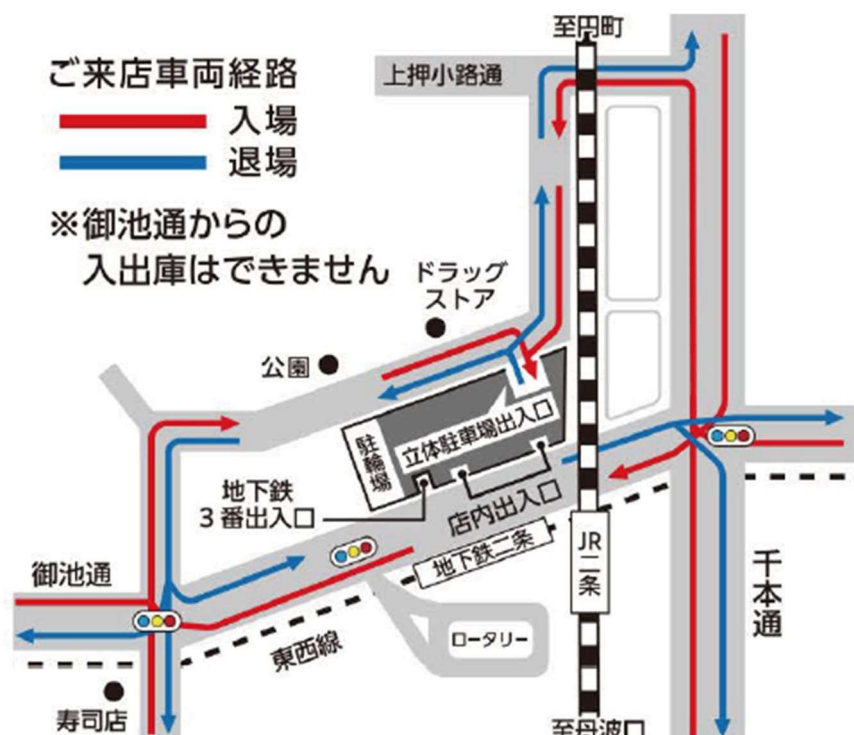 至円町
ご来店車両経路
入場
退場
※御池通からの
入出庫はできません
上押小路通
ドラッグ
ストア
公園
立体駐車場出入口
駐輪場
地下鉄
3番出入口
店内出入口
御池通
地下鉄二条
JR二条
千本通
東西線
ロータリー
寿司店
至丹波口